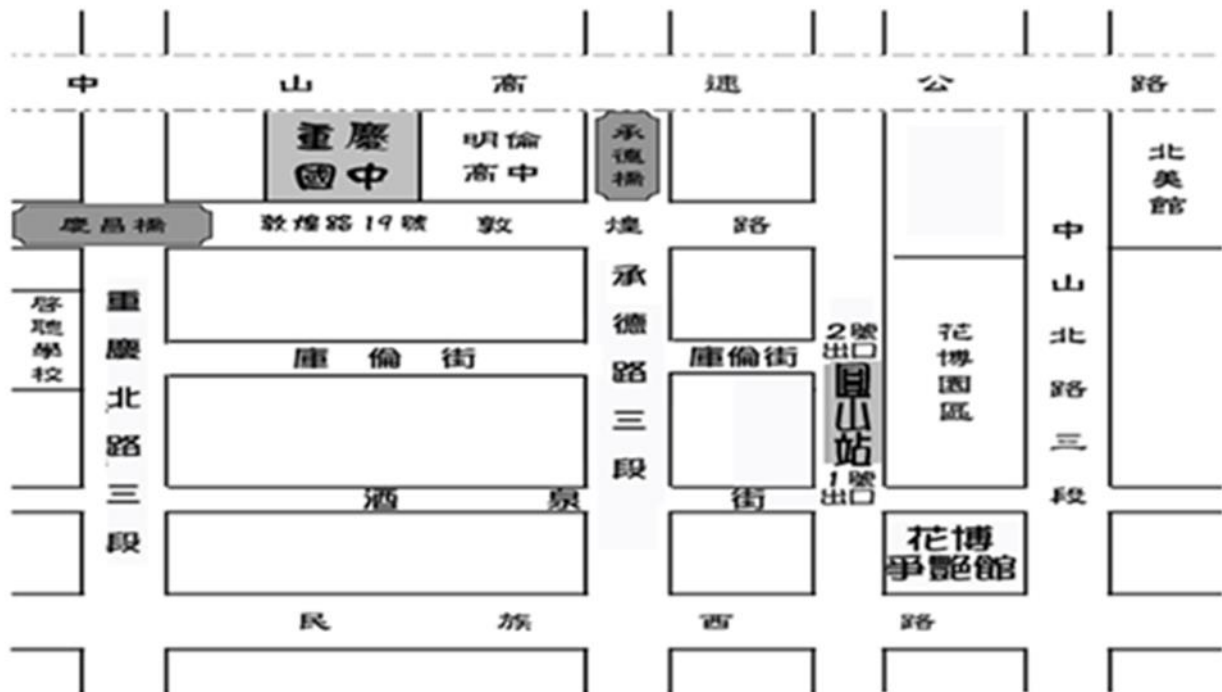 中山高速公路
重慶
國中
明倫
高中
承德橋
北美館
慶昌橋
敦煌路19號
敦煌路
啓聰學校
重慶北路三段
承德路三段
中山北路三段
庫倫街
庫倫街
2號
出口
圓山站
1號
出口
花博園區
酒泉街
花博
爭艷館
民族西路